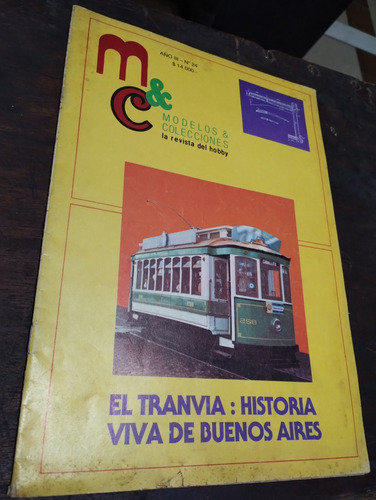 AÑO III - Nº 24
$ 14.000.-
m&c
MODELOS &
COLECCIONES
la revista del hobby
EL TRANVIA : HISTORIA
VIVA DE BUENOS AIRES